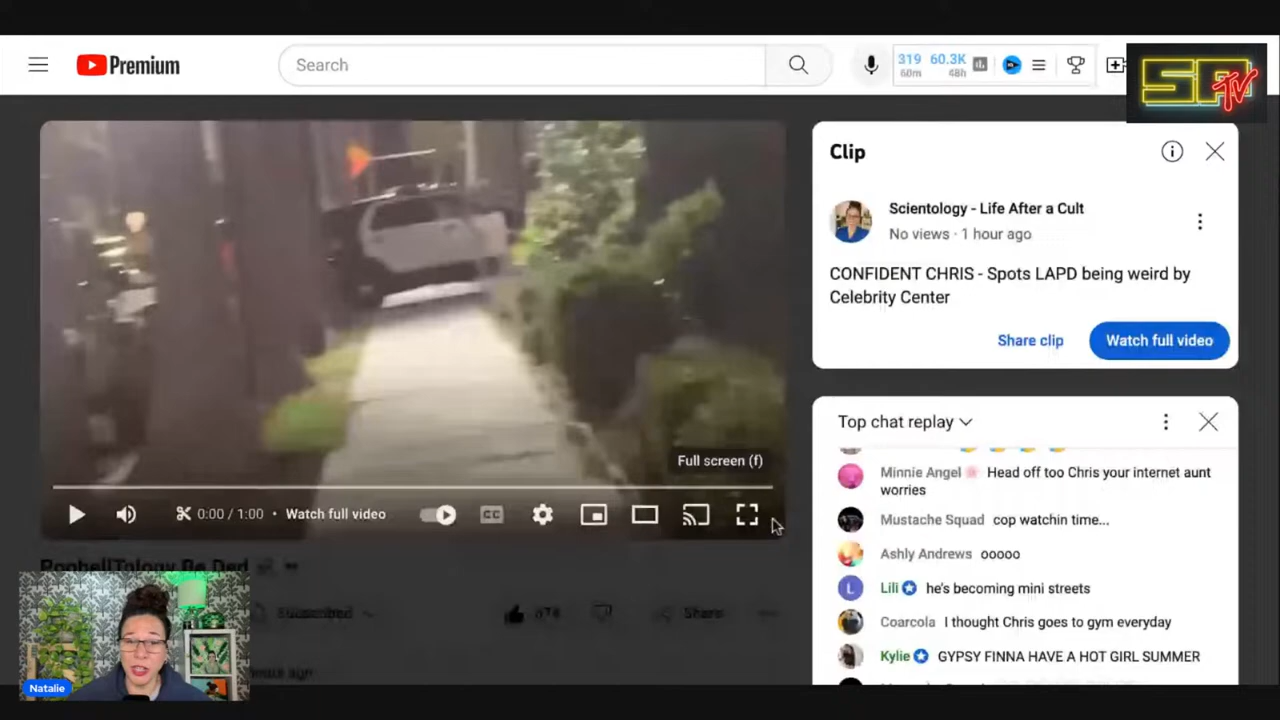 Premium
Search
319 60.3K
60m 48h
SPTV
Clip
Scientology - Life After a Cult
No views · 1 hour ago
CONFIDENT CHRIS - Spots LAPD being weird by
Celebrity Center
Share clip
Watch full video
Full screen (f)
0:00 / 1:00 • Watch full video
CC
Subscribed
Share
Natalie
Top chat replay
Minnie Angel Head off too Chris your internet aunt
worries
Mustache Squad cop watchin time...
Ashly Andrews ooooo
L
Lili he's becoming mini streets
Coarcola I thought Chris goes to gym everyday
Kylie GYPSY FINNA HAVE A HOT GIRL SUMMER